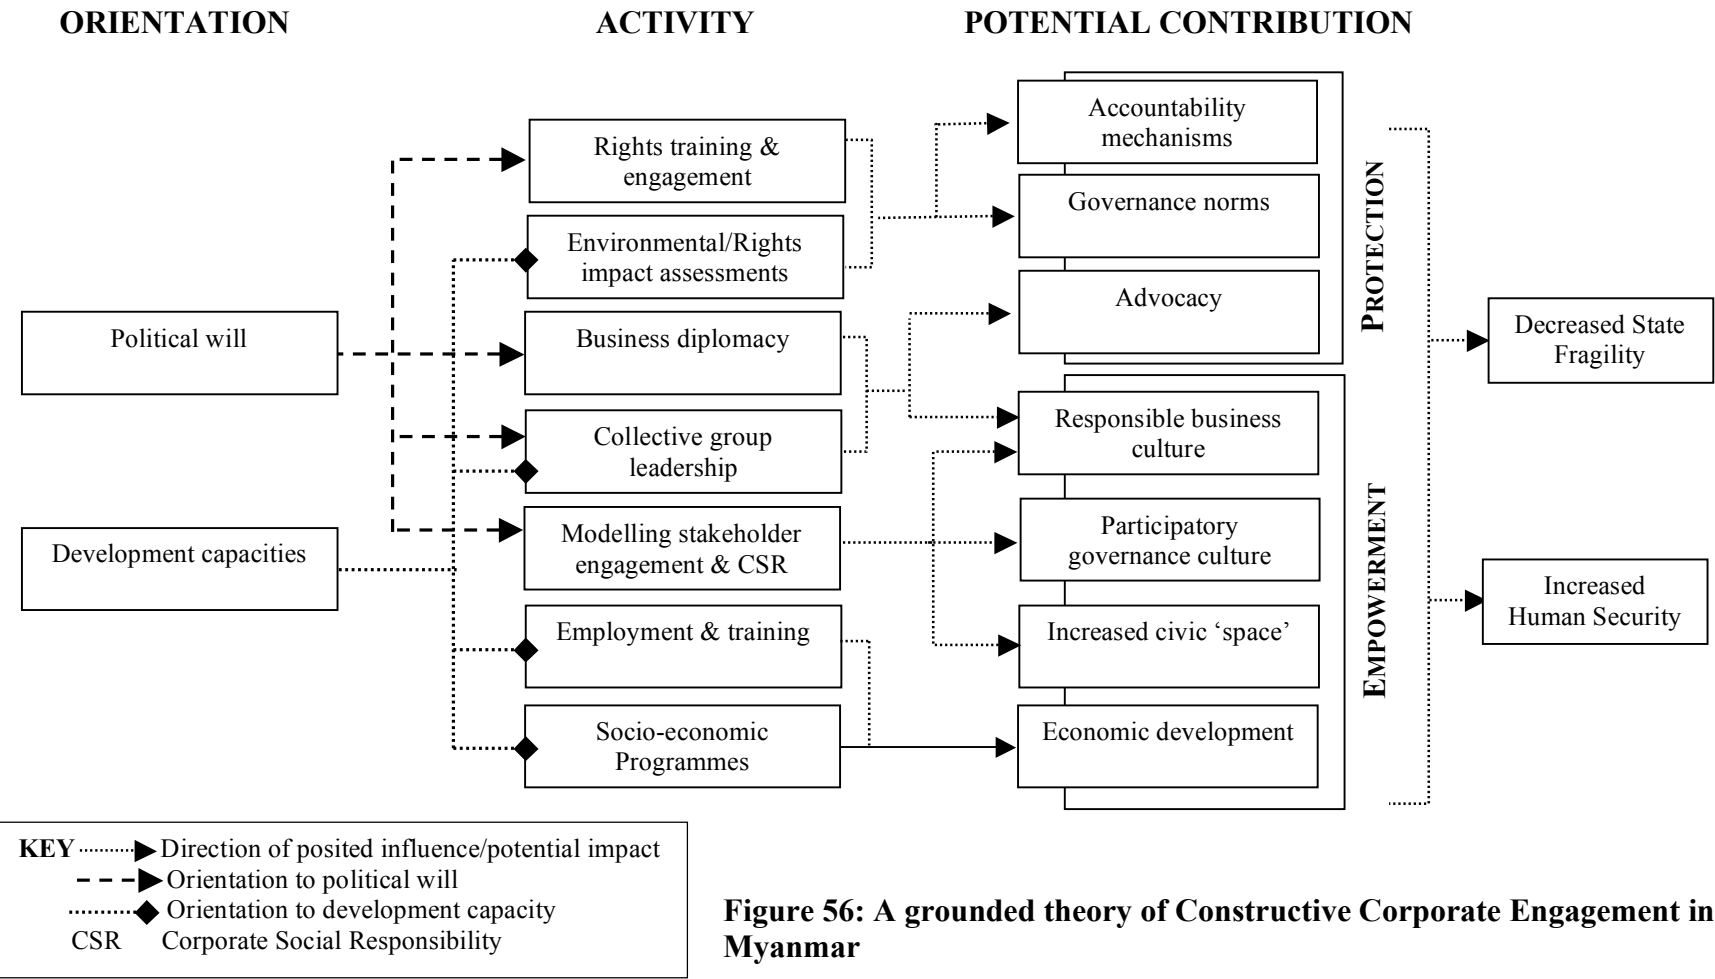 ORIENTATION
ACTIVITY
POTENTIAL CONTRIBUTION
Political will
Development capacities
Rights training &
engagement
Environmental/Rights
impact assessments
Business diplomacy
Collective group
leadership
Modelling stakeholder
engagement & CSR
Employment & training
Socio-economic
Programmes
Accountability
mechanisms
Governance norms
Advocacy
Responsible business
culture
Participatory
governance culture
Increased civic ‘space’
Economic development
PROTECTION
EMPOWERMENT
Decreased State
Fragility
Increased
Human Security
KEY Direction of posited influence/potential impact
Orientation to political will
Orientation to development capacity
CSR Corporate Social Responsibility
Figure 56: A grounded theory of Constructive Corporate Engagement in
Myanmar